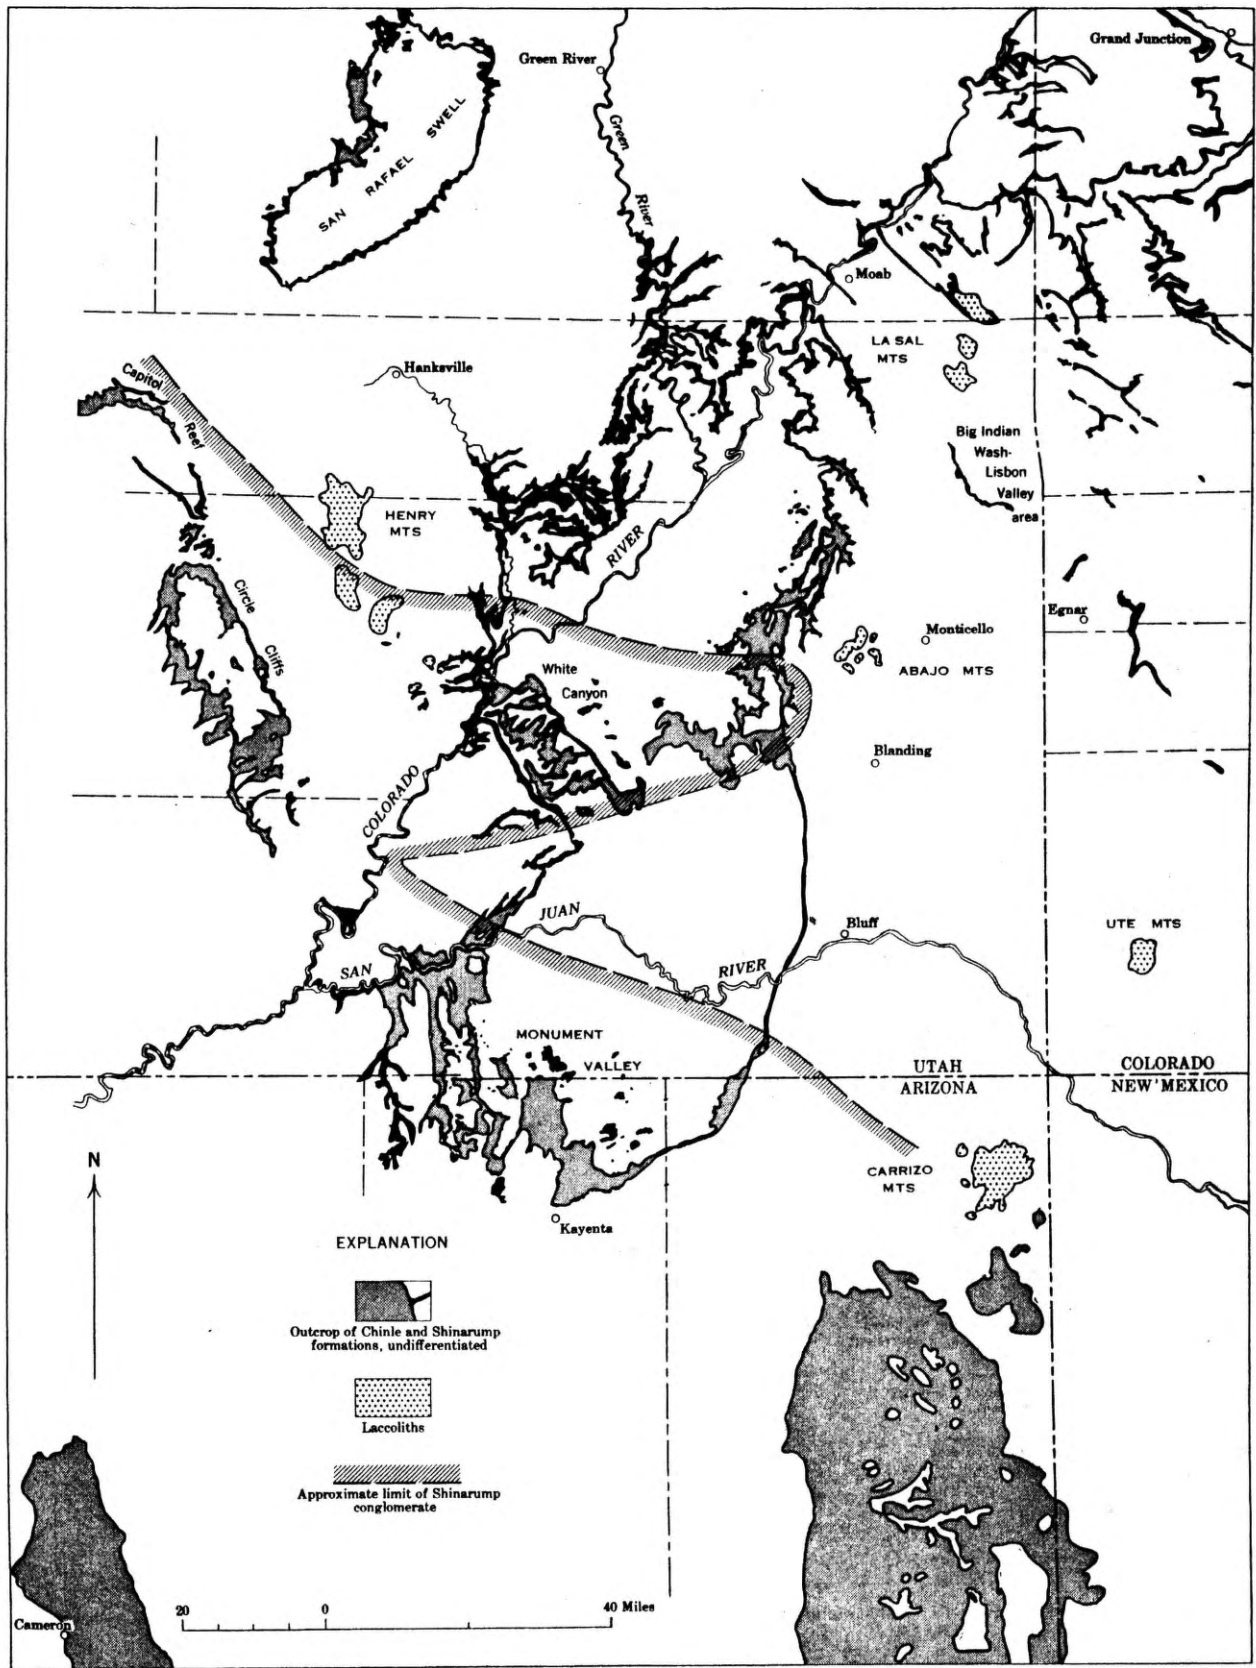 Grand Junction
Green River
Green
River
SAN RAFAEL SWELL
Moab
LA SAL
MTS
Hanksville
Capitol
Reef
Big Indian
Wash-
Lisbon
Valley
area
HENRY
MTS
RIVER
Circle
Cliffs
Egnar
Monticello
ABAJO MTS
White
Canyon
Blanding
COLORADO
JUAN
Bluff
UTE MTS
SAN
RIVER
MONUMENT
VALLEY
UTAH
ARIZONA
COLORADO
NEW MEXICO
N
CARRIZO
MTS
Kayenta
EXPLANATION
Outcrop of Chinle and Shinarump
formations, undifferentiated
Laccoliths
Approximate limit of Shinarump
conglomerate
Cameron
20 0 40 Miles